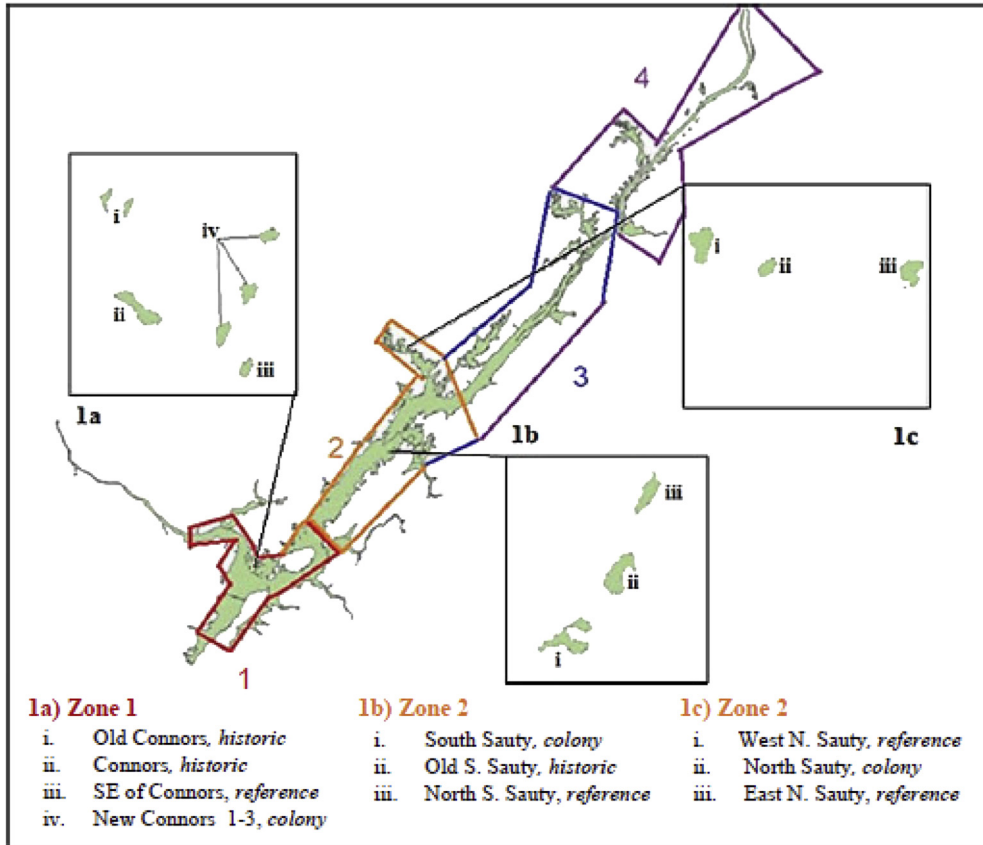 4
i
iv
ii
iii
1a
i
ii
iii
1c
3
2
1b
iii
ii
i
1
1a) Zone 1
i. Old Connors, historic
ii. Connors, historic
iii. SE of Connors, reference
iv. New Connors 1-3, colony
1b) Zone 2
i. South Sauty, colony
ii. Old S. Sauty, historic
iii. North S. Sauty, reference
1c) Zone 2
i. West N. Sauty, reference
ii. North Sauty, colony
iii. East N. Sauty, reference